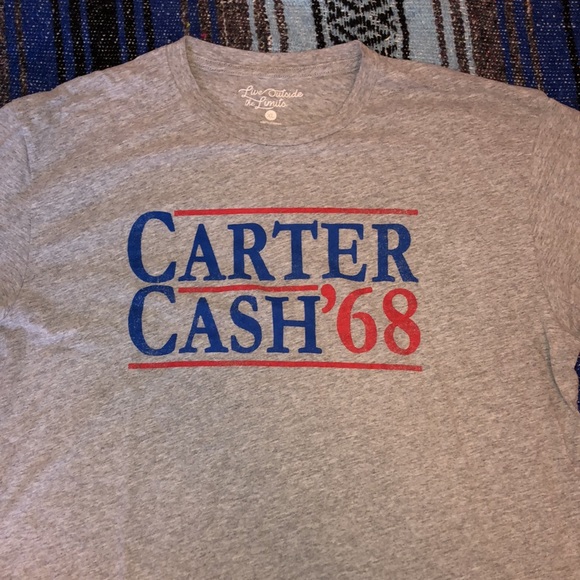 Live Outside
the Limits
CARTER
CASH '68